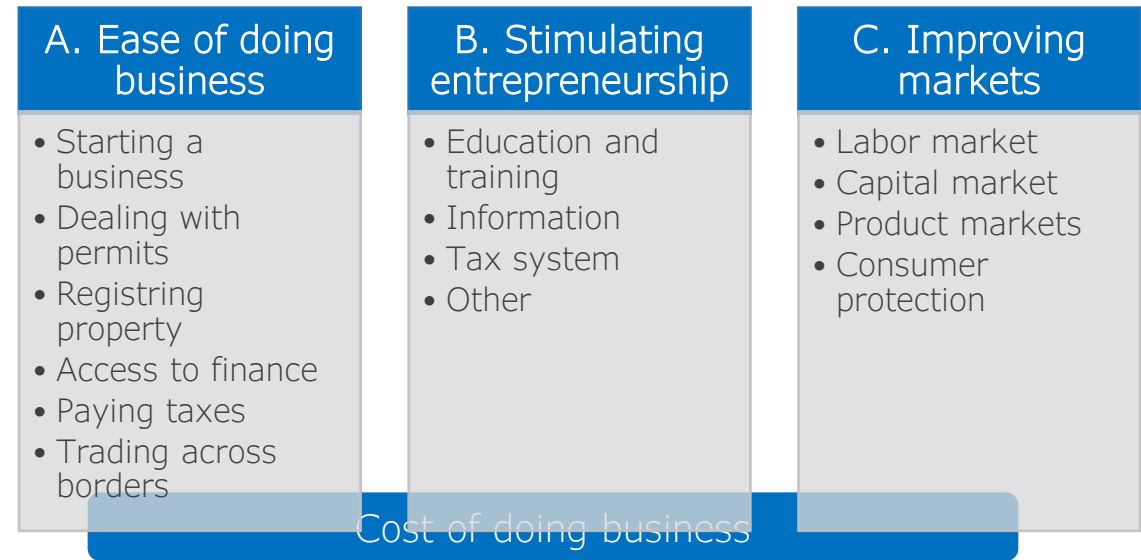 A. Ease of doing
business
• Starting a
business
• Dealing with
permits
• Registring
property
• Access to finance
• Paying taxes
• Trading across
borders
B. Stimulating
entrepreneurship
• Education and
training
• Information
• Tax system
• Other
C. Improving
markets
• Labor market
• Capital market
• Product markets
• Consumer
protection
Cost of doing business